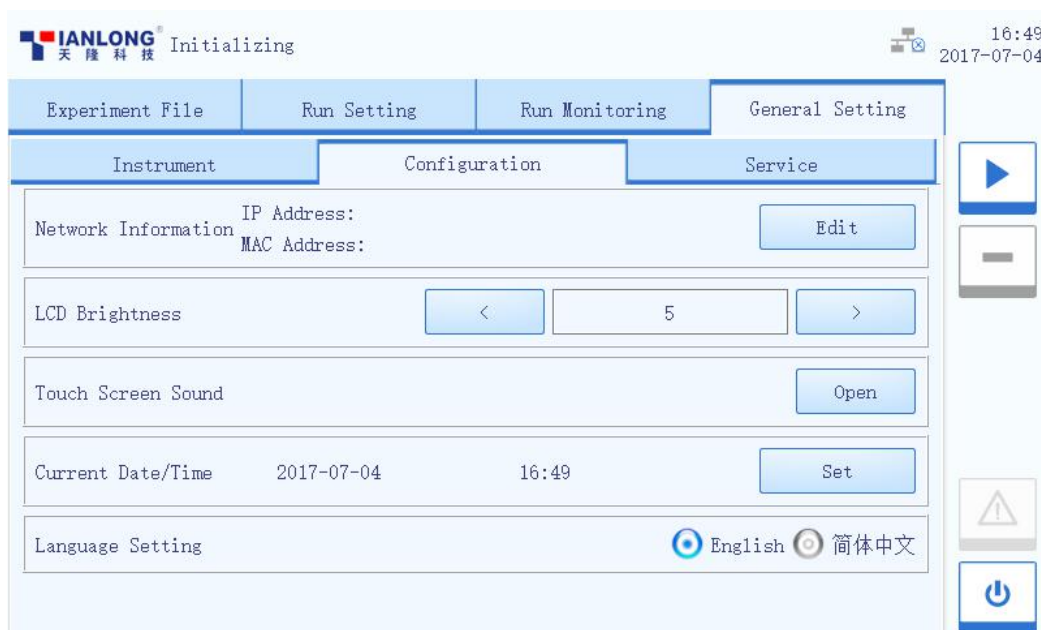 TIANLONG® Initializing
天隆科技
16:49
2017-07-04
Experiment File Run Setting Run Monitoring General Setting
Instrument Configuration Service
Network Information IP Address:
MAC Address:
Edit
LCD Brightness < 5 >
Touch Screen Sound Open
Current Date/Time 2017-07-04 16:49 Set
Language Setting English 简体中文